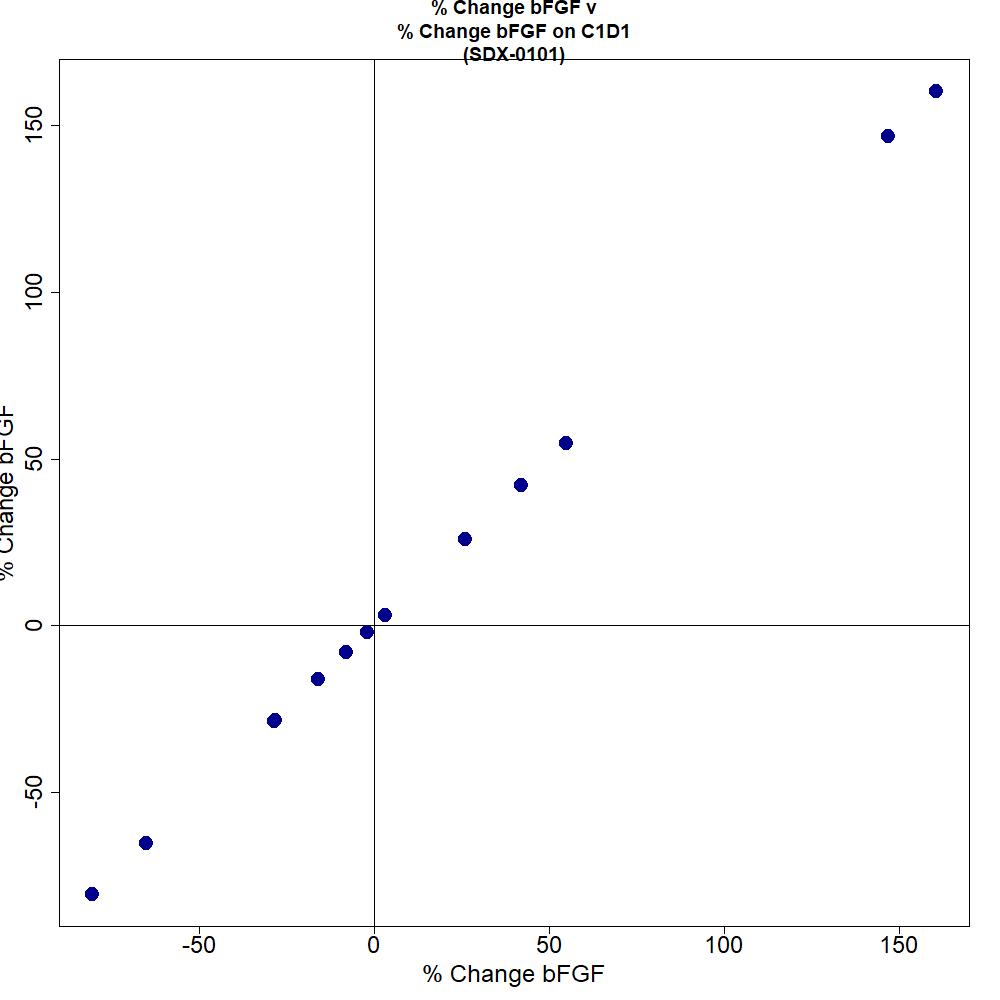 % Change bFGF v
% Change bFGF on C1D1
(SDX-0101)
150
100
50
0
-50
% Change bFGF
-50 0 50 100 150
% Change bFGF